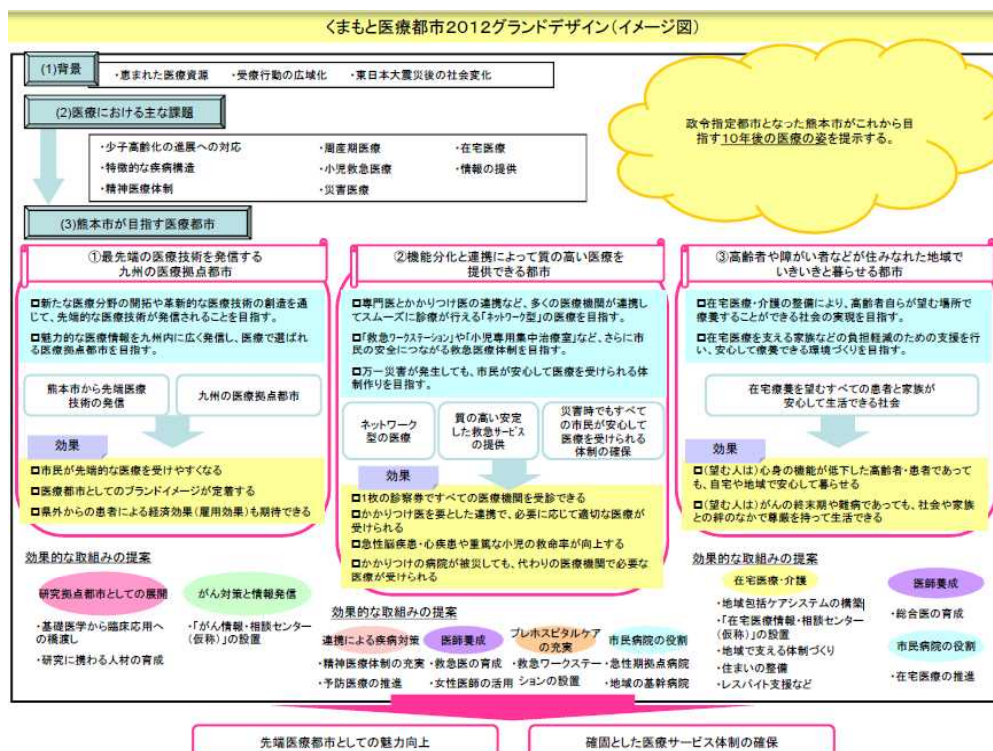 くまもと医療都市2012グランドデザイン(イメージ図)
(1)背景
・恵まれた医療資源　・受療行動の広域化　・東日本大震災後の社会変化
(2)医療における主な課題
・少子高齢化の進展への対応　・周産期医療　・在宅医療
・特徴的な疾病構造　・小児救急医療　・情報の提供
・精神医療体制　・災害医療
政令指定都市となった熊本市がこれから目
指す10年後の医療の姿を提示する。
(3)熊本市が目指す医療都市
①最先端の医療技術を発信する
九州の医療拠点都市
□新たな医療分野の開拓や革新的な医療技術の創造を通
じて、先端的な医療技術が発信されることを目指す。
□魅力的な医療情報を九州内に広く発信し、医療で選ばれ
る医療拠点都市を目指す。
熊本市から先端医療
技術の発信
九州の医療拠点都市
効果
□市民が先端的な医療を受けやすくなる
□医療都市としてのブランドイメージが定着する
□県外からの患者による経済効果(雇用効果)も期待できる
効果的な取組みの提案
研究拠点都市としての展開
・基礎医学から臨床応用へ
の橋渡し
・研究に携わる人材の育成
がん対策と情報発信
・「がん情報・相談センター
(仮称)」の設置
②機能分化と連携によって質の高い医療を
提供できる都市
□専門医とかかりつけ医の連携など、多くの医療機関が連携し
てスムーズに診療が行える「ネットワーク型」の医療を目指す。
□「救急ワークステーション」や「小児専用集中治療室」など、さらに市
民の安全につながる救急医療体制を目指す。
□万一災害が発生しても、市民が安心して医療を受けられる体
制作りを目指す。
ネットワーク
型の医療
質の高い安定
した救急サービス
の提供
災害時でもすべて
の市民が安心して
医療を受けられる
体制の確保
効果
□1枚の診察券ですべての医療機関を受診できる
□かかりつけ医を要とした連携で、必要に応じて適切な医療が
受けられる
□急性脳疾患・心疾患や重篤な小児の救命率が向上する
□かかりつけの病院が被災しても、代わりの医療機関で必要な
医療が受けられる
効果的な取組みの提案
連携による疾病対策
・精神医療体制の充実
・予防医療の推進
医師養成
・救急医の育成
・女性医師の活用
プレホスピタルケア
の充実
・救急ワークステー
ションの設置
市民病院の役割
・急性期拠点病院
・地域の基幹病院
③高齢者や障がい者などが住みなれた地域で
いきいきと暮らせる都市
□在宅医療・介護の整備により、高齢者自らが望む場所で
療養することができる社会の実現を目指す。
□在宅医療を支える家族などの負担軽減のための支援を行
い、安心して療養できる環境づくりを目指す。
在宅療養を望むすべての患者と家族が
安心して生活できる社会
効果
□(望む人は)心身の機能が低下した高齢者・患者であって
も、自宅や地域で安心して暮らせる
□(望む人は)がんの終末期や難病であっても、社会や家族
との絆のなかで尊厳を持って生活できる
効果的な取組みの提案
在宅医療・介護
・地域包括ケアシステムの構築
・「在宅医療情報・相談センター
(仮称)」の設置
・地域で支える体制づくり
・住まいの整備
・レスパイト支援など
医師養成
・総合医の育成
市民病院の役割
・在宅医療の推進
先端医療都市としての魅力向上
確固とした医療サービス体制の確保